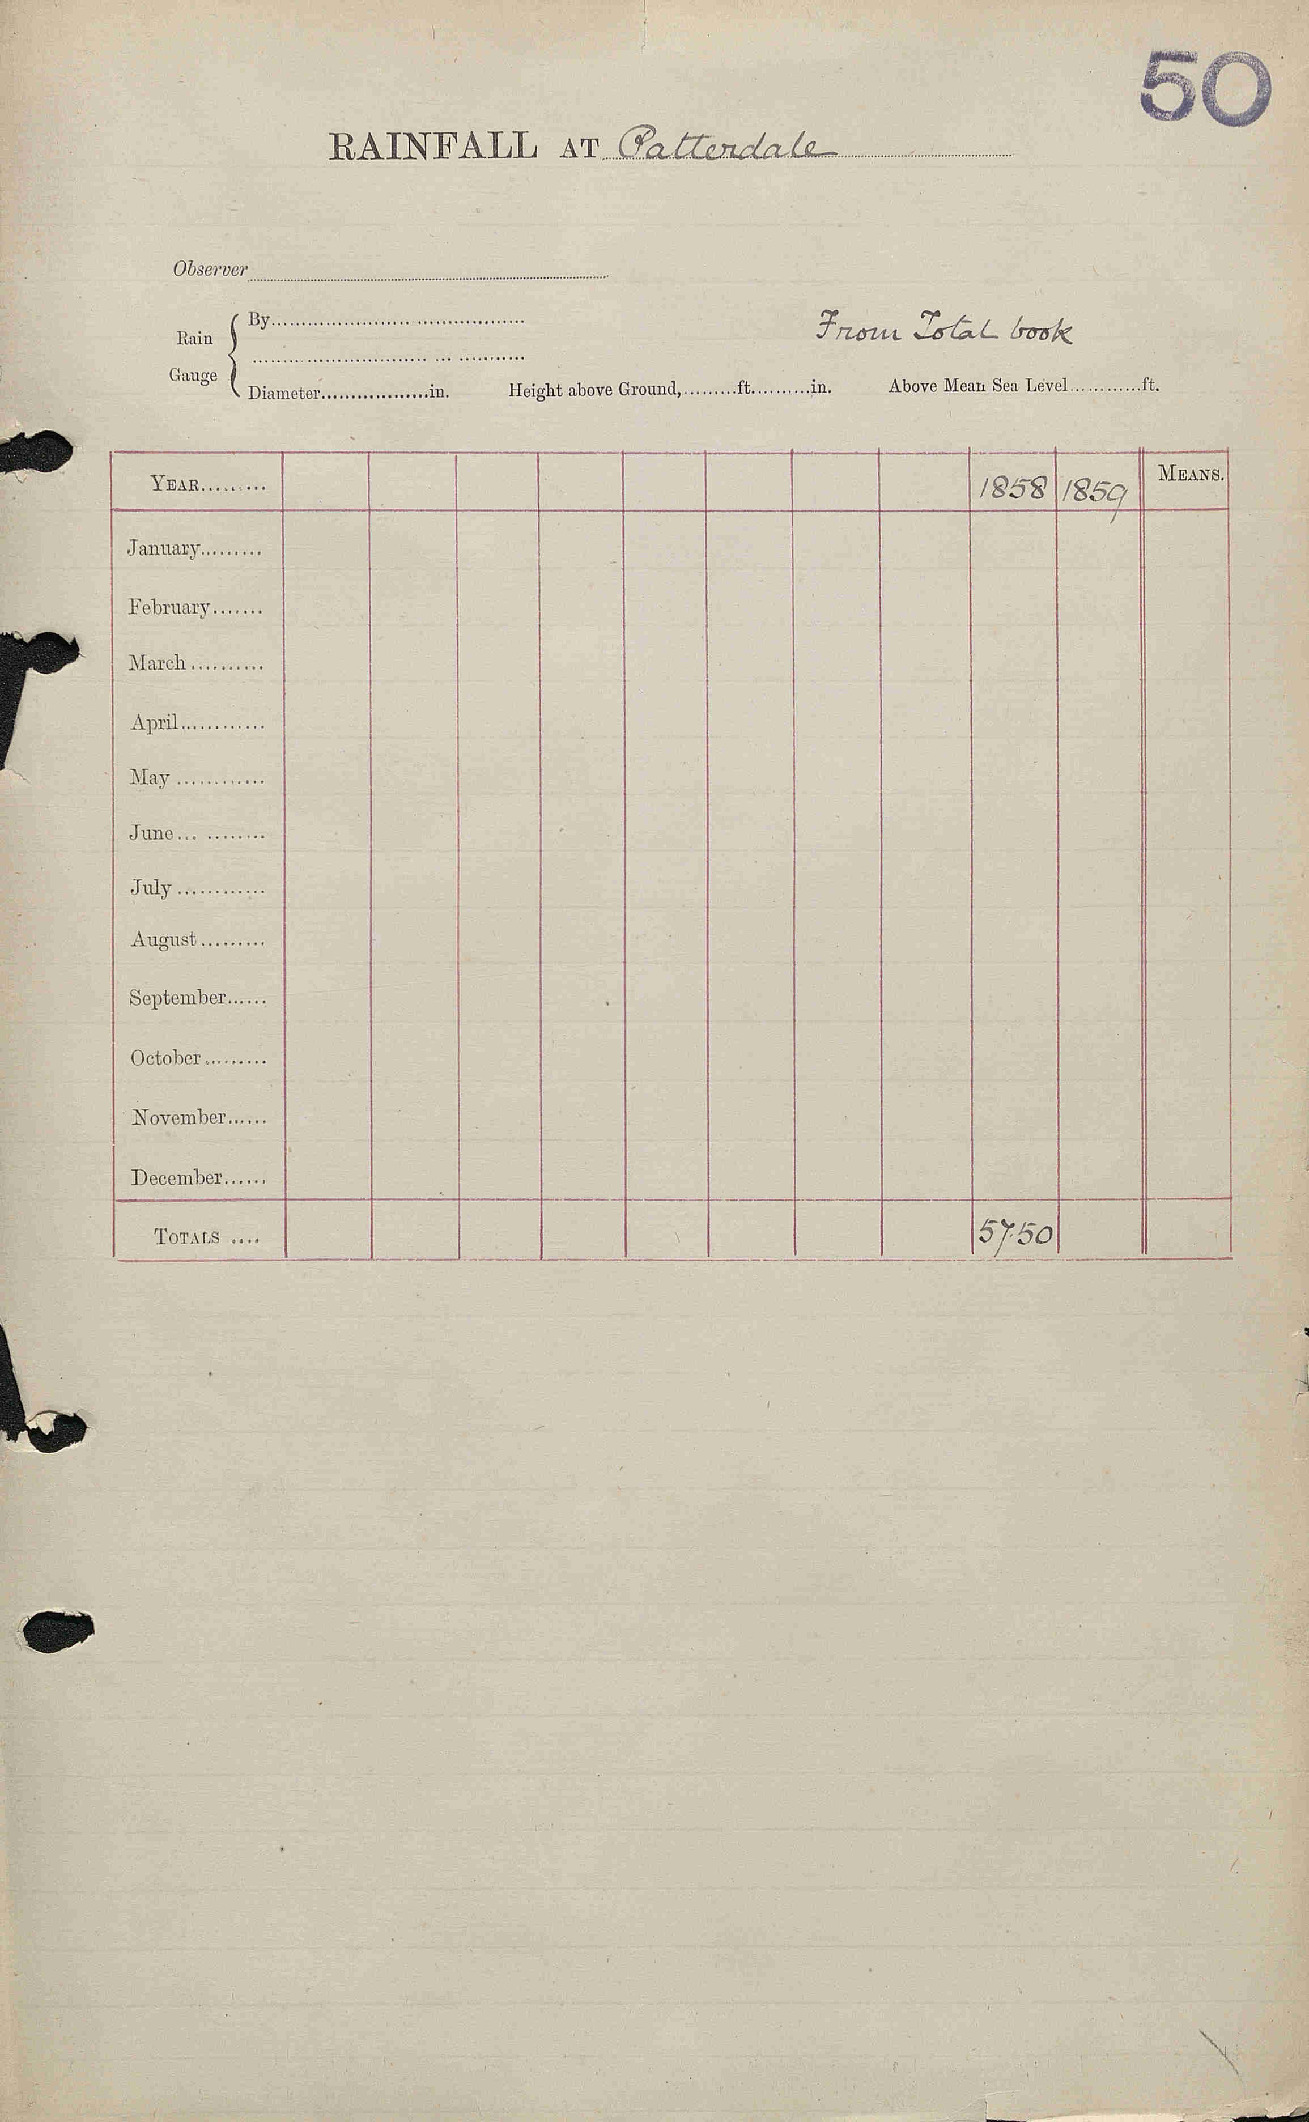 50
RAINFALL AT Patterdale
Observer
Rain Gauge
By
From Total book
Diameter in. Height above Ground, ft. in. Above Mean Sea Level ft.
YEAR 1858 1859 MEANS.
January
February
March
April
May
June
July
August
September
October
November
December
TOTALS 57.50